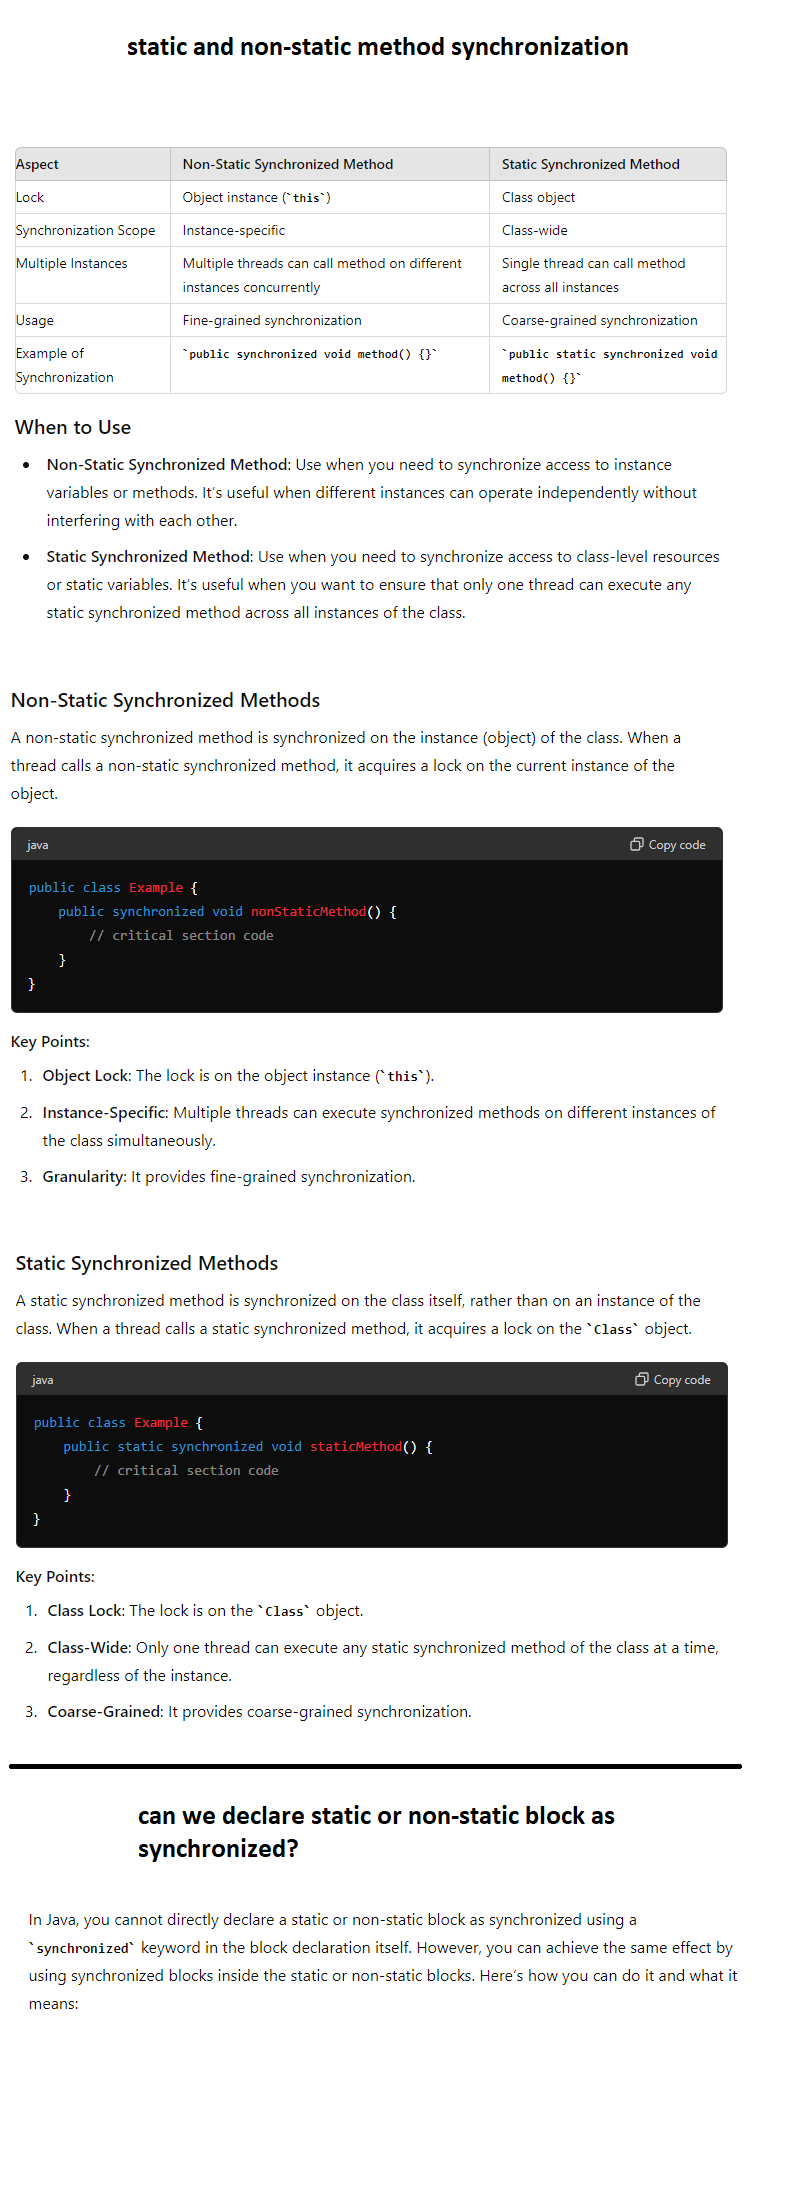 static and non-static method synchronization
Aspect Non-Static Synchronized Method Static Synchronized Method
Lock Object instance (`this`) Class object
Synchronization Scope Instance-specific Class-wide
Multiple Instances Multiple threads can call method on different instances concurrently Single thread can call method across all instances
Usage Fine-grained synchronization Coarse-grained synchronization
Example of Synchronization `public synchronized void method() {}` `public static synchronized void method() {}`
When to Use
• Non-Static Synchronized Method: Use when you need to synchronize access to instance
variables or methods. It's useful when different instances can operate independently without
interfering with each other.
• Static Synchronized Method: Use when you need to synchronize access to class-level resources
or static variables. It's useful when you want to ensure that only one thread can execute any
static synchronized method across all instances of the class.
Non-Static Synchronized Methods
A non-static synchronized method is synchronized on the instance (object) of the class. When a
thread calls a non-static synchronized method, it acquires a lock on the current instance of the
object.
java Copy code
public class Example {
public synchronized void nonStaticMethod() {
// critical section code
}
}
Key Points:
1. Object Lock: The lock is on the object instance (`this`).
2. Instance-Specific: Multiple threads can execute synchronized methods on different instances of
the class simultaneously.
3. Granularity: It provides fine-grained synchronization.
Static Synchronized Methods
A static synchronized method is synchronized on the class itself, rather than on an instance of the
class. When a thread calls a static synchronized method, it acquires a lock on the `Class` object.
java Copy code
public class Example {
public static synchronized void staticMethod() {
// critical section code
}
}
Key Points:
1. Class Lock: The lock is on the `Class` object.
2. Class-Wide: Only one thread can execute any static synchronized method of the class at a time,
regardless of the instance.
3. Coarse-Grained: It provides coarse-grained synchronization.
can we declare static or non-static block as
synchronized?
In Java, you cannot directly declare a static or non-static block as synchronized using a
`synchronized` keyword in the block declaration itself. However, you can achieve the same effect by
using synchronized blocks inside the static or non-static blocks. Here's how you can do it and what it
means: